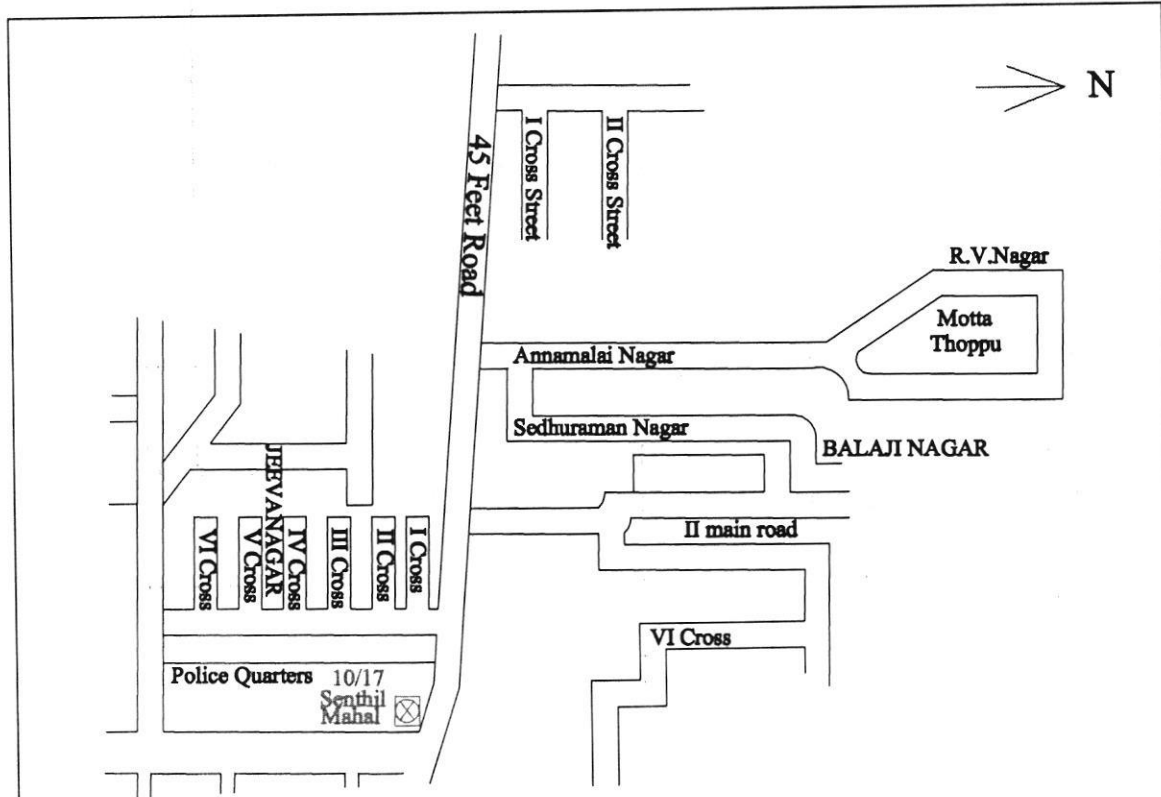 N
I Cross Street
II Cross Street
45 Feet Road
R.V.Nagar
Motta
Thoppu
Annamalai Nagar
Sedhuraman Nagar
BALAJI NAGAR
JEEVANAGAR
II main road
VI Cross
V Cross
IV Cross
III Cross
II Cross
I Cross
VI Cross
Police Quarters
10/17
Senthil
Mahal